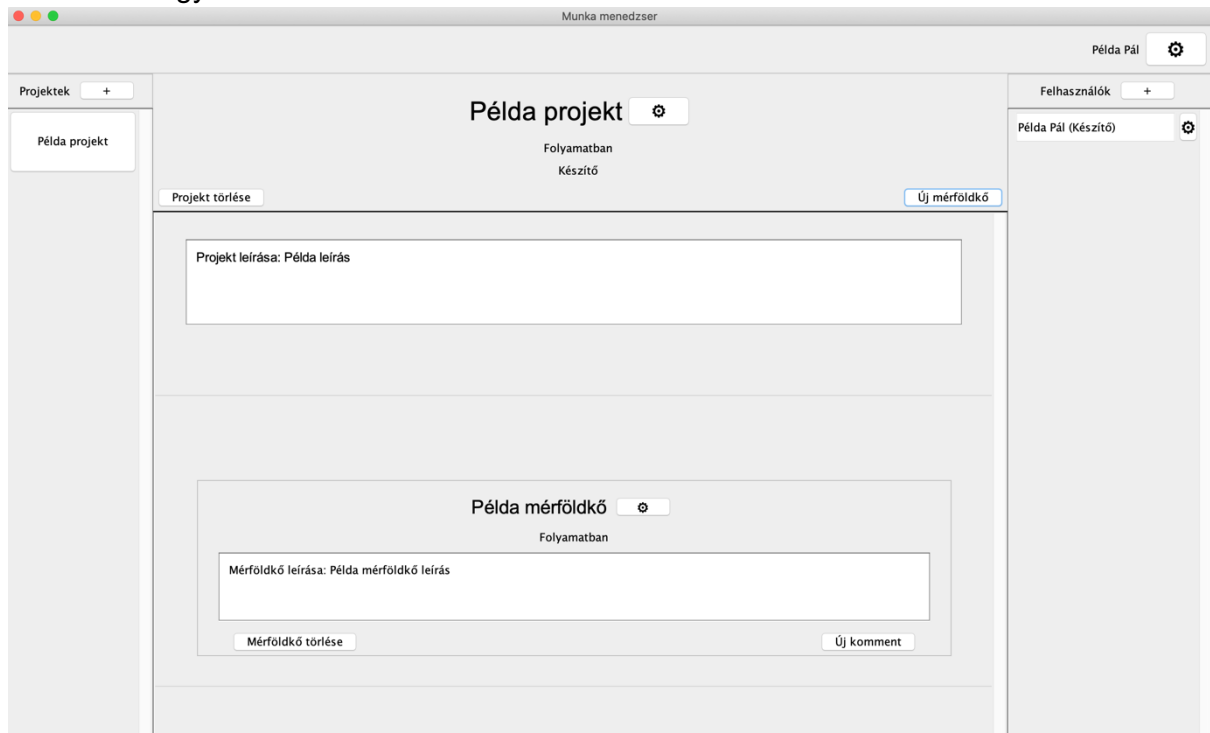 Munka menedzser
Példa Pál
Projektek +
Példa projekt
Példa projekt
Folyamatban
Készítő
Projekt törlése
Új mérföldkő
Projekt leírása: Példa leírás
Példa mérföldkő
Folyamatban
Mérföldkő leírása: Példa mérföldkő leírás
Mérföldkő törlése
Új komment
Felhasználók +
Példa Pál (Készítő)